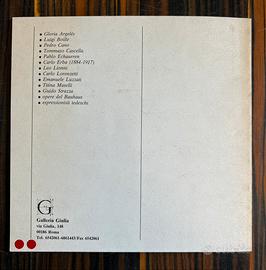 • Gloria Argelés
• Luigi Boille
• Pedro Cano
• Tommaso Cascella
• Pablo Echaurren
• Carlo Erba (1884-1917)
• Leo Lionni
• Carlo Lorenzetti
• Emanuele Luzzati
• Titina Maselli
• Guido Strazza
• opere del Bauhaus
• espressionisti tedeschi
G
Galleria Giulia
via Giulia, 148
00186 Roma
Tel. 6542061-6861443/Fax 6542061